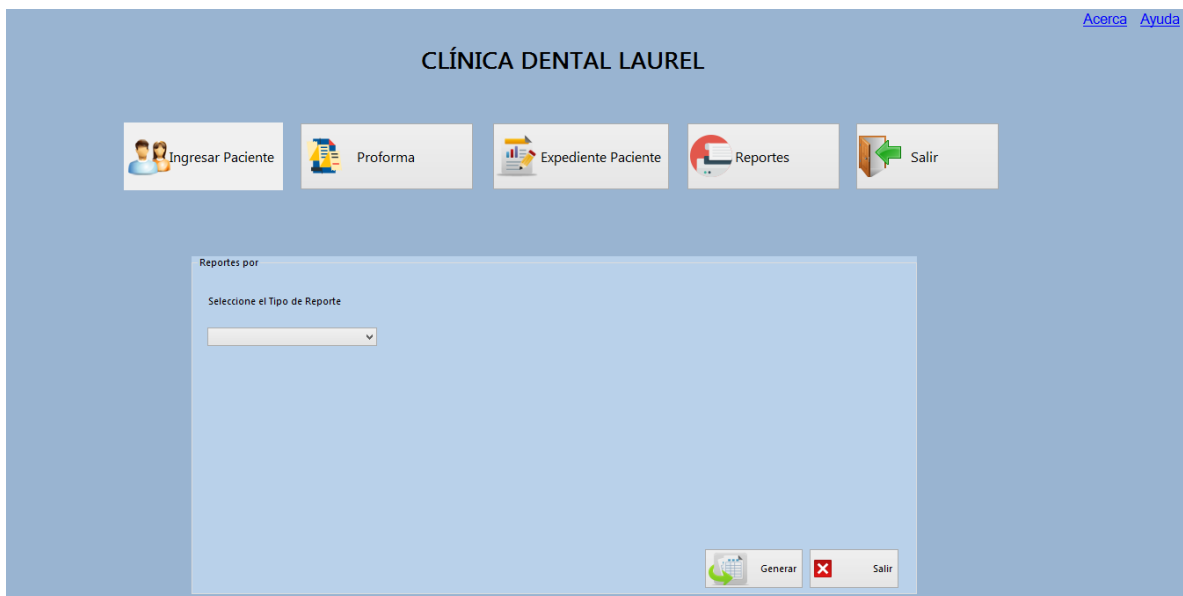 Acerca Ayuda
CLÍNICA DENTAL LAUREL
Ingresar Paciente Proforma Expediente Paciente Reportes Salir
Reportes por
Seleccione el Tipo de Reporte
Generar Salir